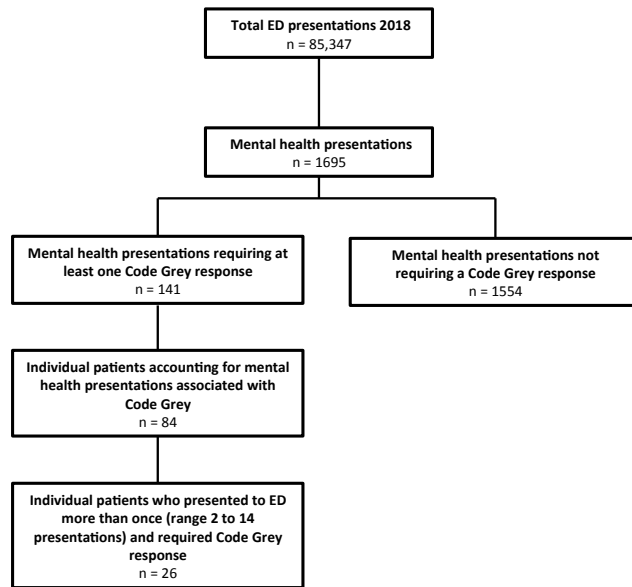 Total ED presentations 2018
n = 85,347
Mental health presentations
n = 1695
Mental health presentations requiring at
least one Code Grey response
n = 141
Mental health presentations not
requiring a Code Grey response
n = 1554
Individual patients accounting for mental
health presentations associated with
Code Grey
n = 84
Individual patients who presented to ED
more than once (range 2 to 14
presentations) and required Code Grey
response
n = 26